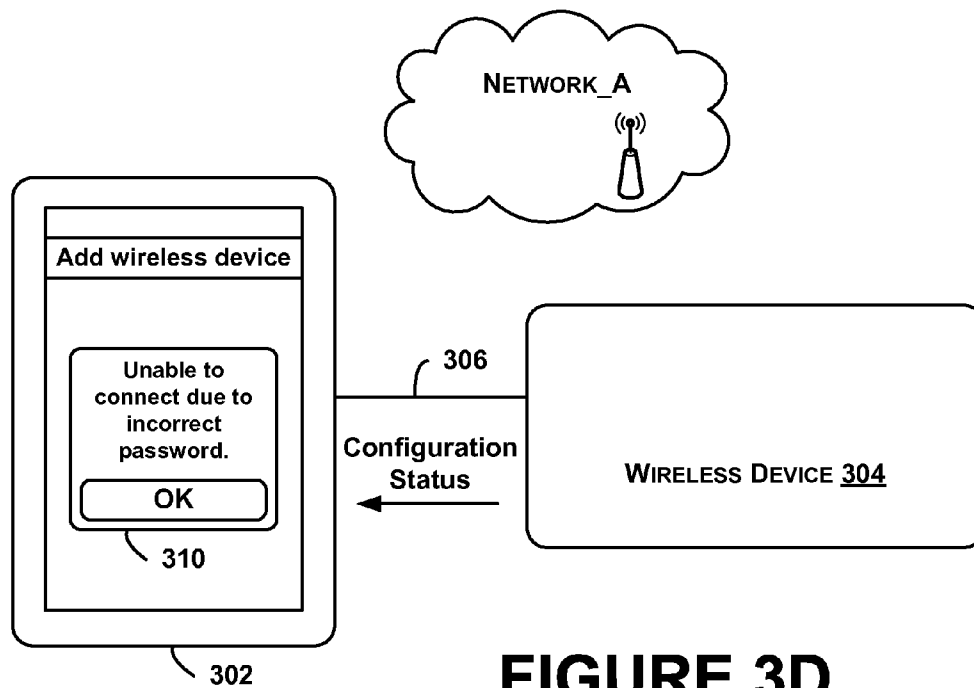 NETWORK_A
Add wireless device
Unable to
connect due to
incorrect
password.
OK
310
302
306
Configuration
Status
WIRELESS DEVICE 304
FIGURE 3D